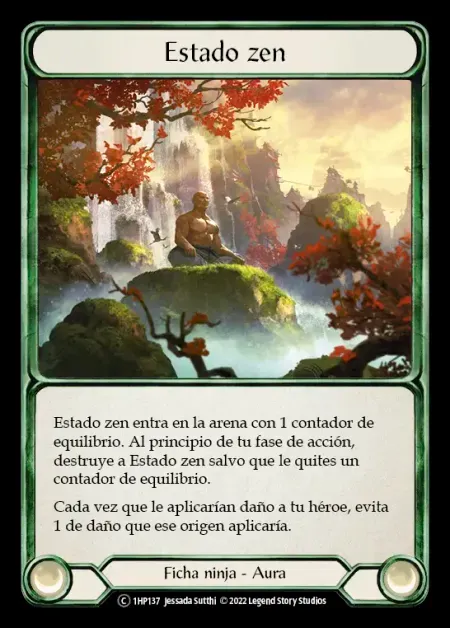 Estado zen
Estado zen entra en la arena con 1 contador de
equilibrio. Al principio de tu fase de acción,
destruye a Estado zen salvo que le quites un
contador de equilibrio.
Cada vez que le aplicarían daño a tu héroe, evita
1 de daño que ese origen aplicaría.
Ficha ninja - Aura
C 1HP137 Jessada Sutthi © 2022 Legend Story Studios